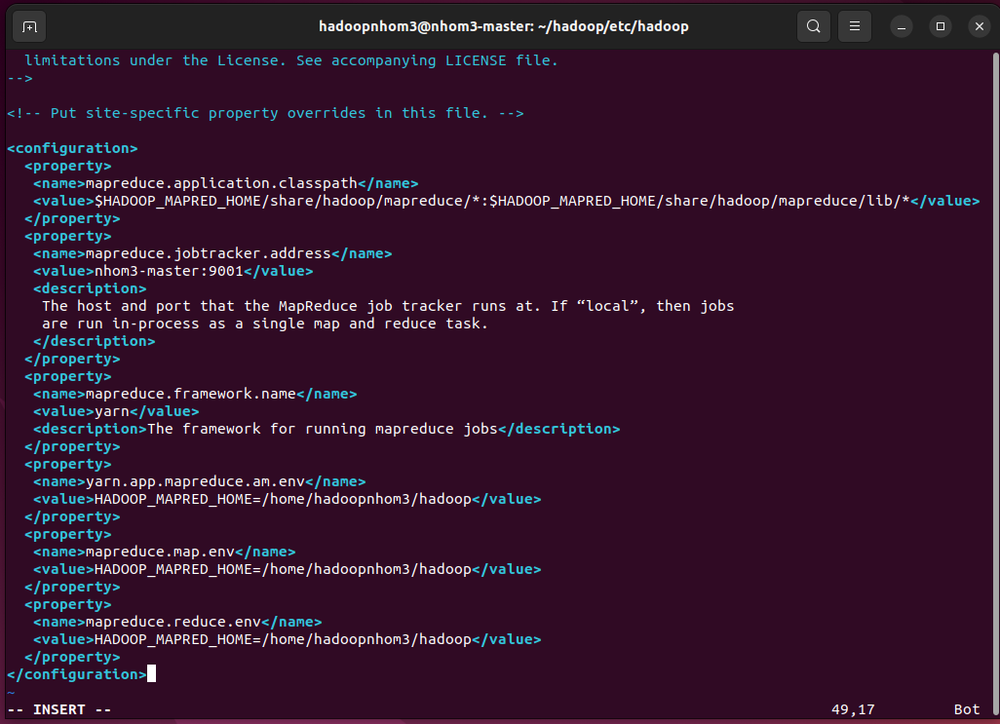 hadoopnhom3@nhom3-master: ~/hadoop/etc/hadoop
  limitations under the License. See accompanying LICENSE file.
-->

<!-- Put site-specific property overrides in this file. -->

<configuration>
  <property>
   <name>mapreduce.application.classpath</name>
   <value>$HADOOP_MAPRED_HOME/share/hadoop/mapreduce/*:$HADOOP_MAPRED_HOME/share/hadoop/mapreduce/lib/*</value>
  </property>
  <property>
   <name>mapreduce.jobtracker.address</name>
   <value>nhom3-master:9001</value>
   <description>
    The host and port that the MapReduce job tracker runs at. If “local”, then jobs
    are run in-process as a single map and reduce task.
   </description>
  </property>
  <property>
   <name>mapreduce.framework.name</name>
   <value>yarn</value>
   <description>The framework for running mapreduce jobs</description>
  </property>
  <property>
   <name>yarn.app.mapreduce.am.env</name>
   <value>HADOOP_MAPRED_HOME=/home/hadoopnhom3/hadoop</value>
  </property>
  <property>
   <name>mapreduce.map.env</name>
   <value>HADOOP_MAPRED_HOME=/home/hadoopnhom3/hadoop</value>
  </property>
  <property>
   <name>mapreduce.reduce.env</name>
   <value>HADOOP_MAPRED_HOME=/home/hadoopnhom3/hadoop</value>
  </property>
</configuration>
~
-- INSERT -- 49,17 Bot